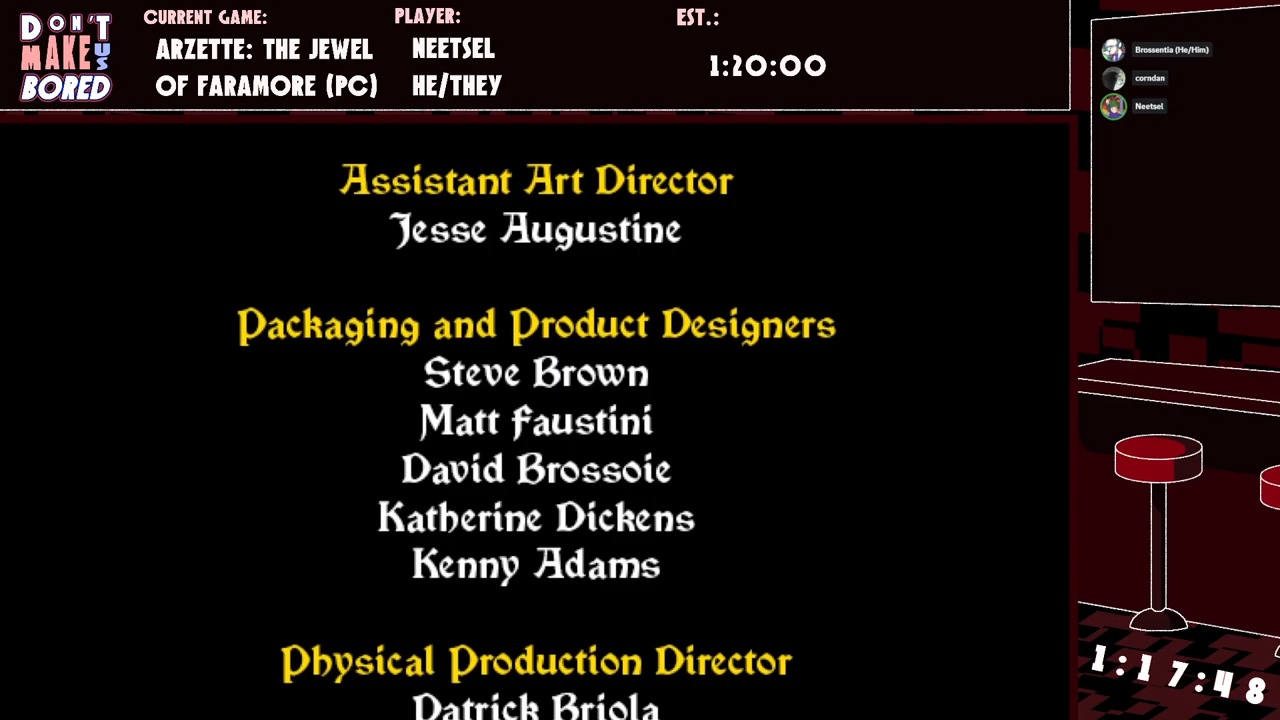 DON'T
MAKE US
BORED
CURRENT GAME:
ARZETTE: THE JEWEL
OF FARAMORE (PC)
PLAYER:
NEETSEL
HE/THEY
EST.:
1:20:00
Brossentia (He/Him)
corndan
Neetsel
Assistant Art Director
Jesse Augustine
Packaging and Product Designers
Steve Brown
Matt Faustini
David Brossoie
Katherine Dickens
Kenny Adams
Physical Production Director
Patrick Briola
1:17:48